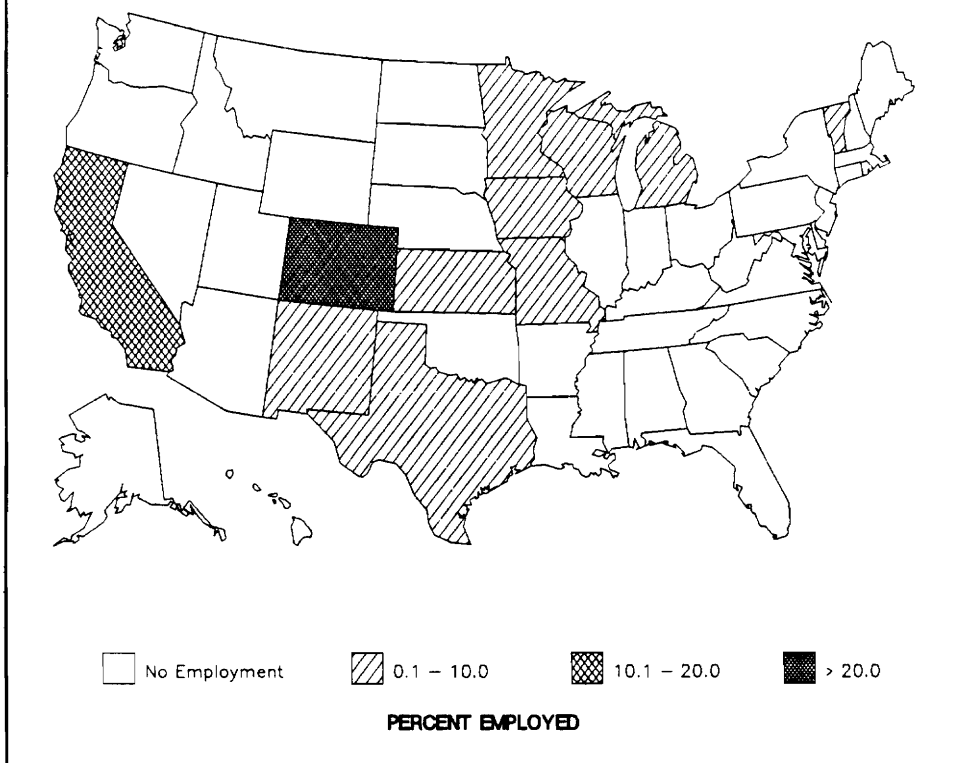 No Employment
0.1 – 10.0
10.1 – 20.0
> 20.0
PERCENT EMPLOYED